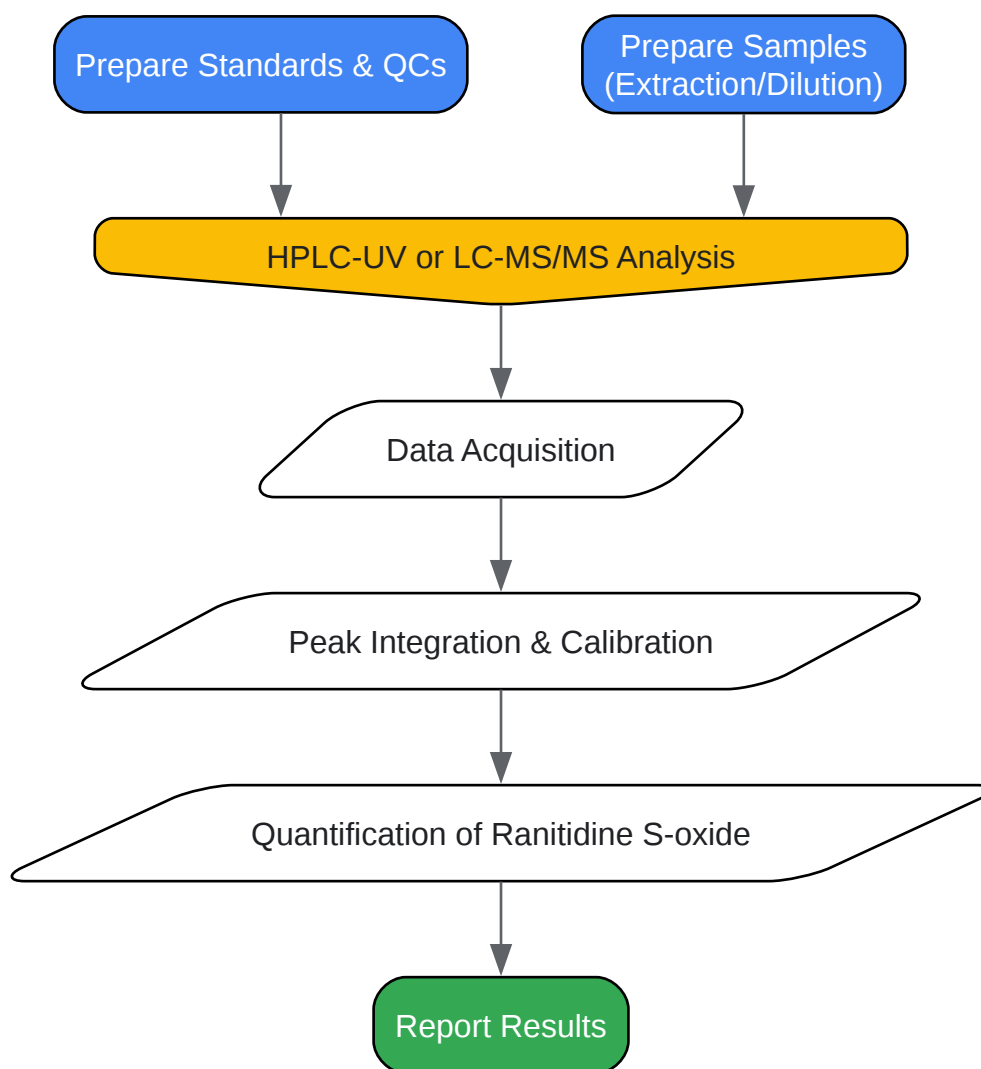 Prepare Standards & QCs
Prepare Samples
(Extraction/Dilution)
HPLC-UV or LC-MS/MS Analysis
Data Acquisition
Peak Integration & Calibration
Quantification of Ranitidine S-oxide
Report Results